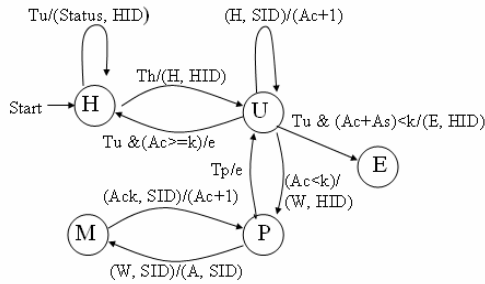 Tu/(Status, HID)
(H, SID)/(Ac+1)
Th/(H, HID)
Start
H
U
Tu & (Ac+As)<k/(E, HID)
Tu &(Ac>=k)/e
E
Tp/e
(Ac<k)/
(W, HID)
(Ack, SID)/(Ac+1)
M
P
(W, SID)/(A, SID)